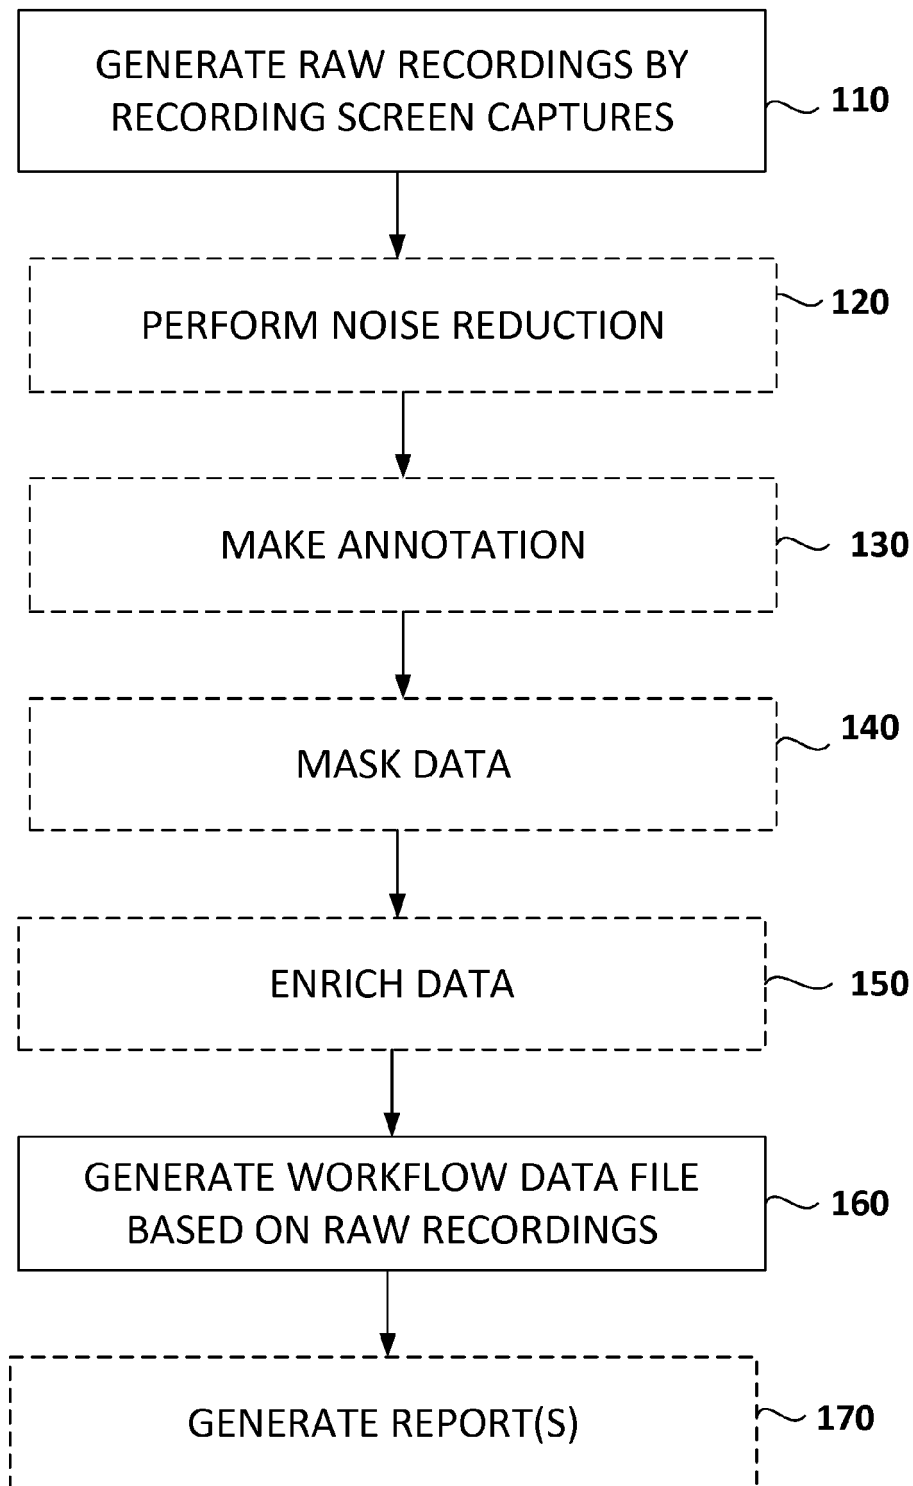 GENERATE RAW RECORDINGS BY
RECORDING SCREEN CAPTURES
110
PERFORM NOISE REDUCTION
120
MAKE ANNOTATION
130
MASK DATA
140
ENRICH DATA
150
GENERATE WORKFLOW DATA FILE
BASED ON RAW RECORDINGS
160
GENERATE REPORT(S)
170